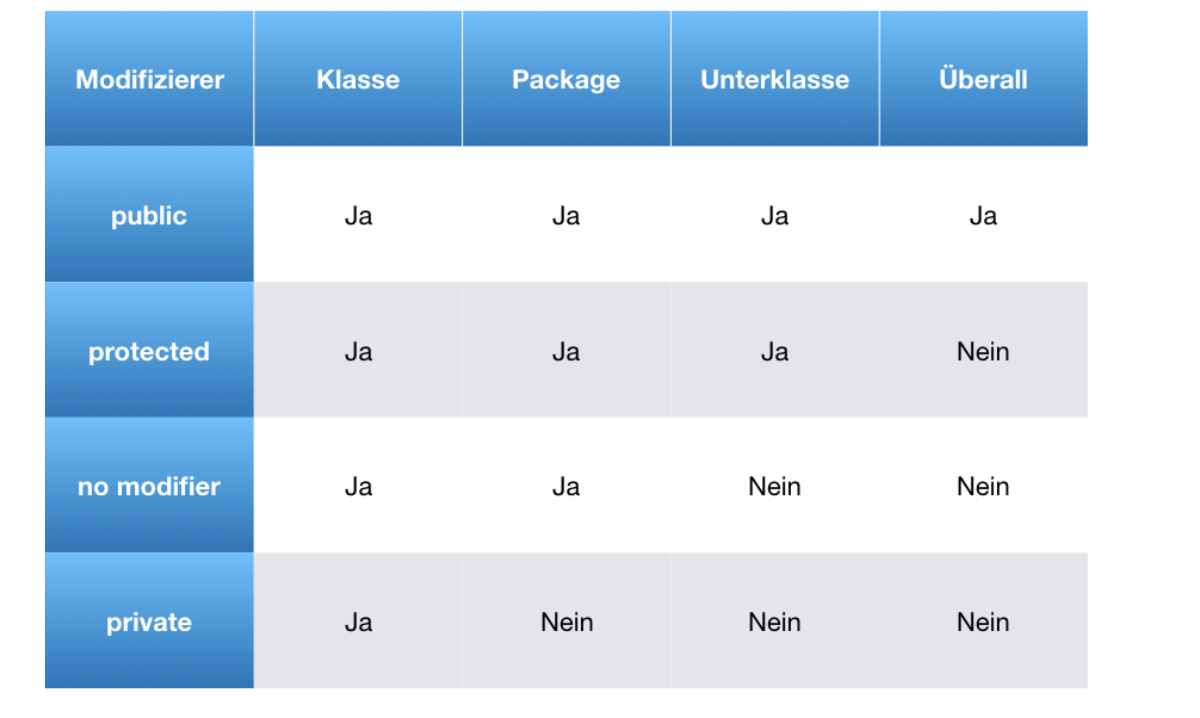 Modifizierer Klasse Package Unterklasse Überall
public Ja Ja Ja Ja
protected Ja Ja Ja Nein
no modifier Ja Ja Nein Nein
private Ja Nein Nein Nein